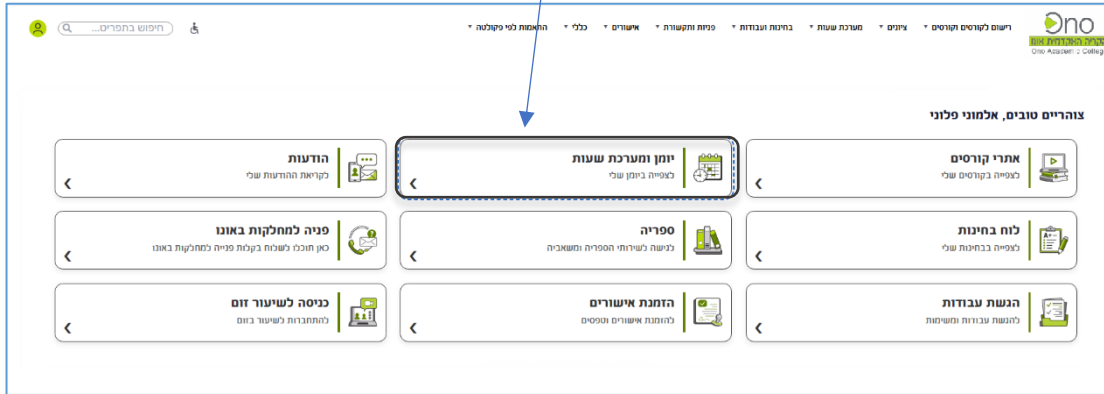 Ono
הקריה האקדמית אונו
Ono Academic College
רישום לקורסים וקורסים
ציונים
מערכת שעות
בחינות ועבודות
פניות ותקשורת
אישורים
כללי
התאמות לפי פקולטה
חיפוש בתפריט...
צוהריים טובים, אלמוני פלוני
אתרי קורסים
לצפייה בקורסים שלי
יומן ומערכת שעות
לצפייה ביומן שלי
הודעות
לקריאת ההודעות שלי
לוח בחינות
לצפייה בבחינות שלי
ספריה
לגישה לשירותי הספריה ומשאביה
פניה למחלקות באונו
כאן תוכלו לשלוח בקלות פנייה למחלקות באונו
הגשת עבודות
להגשת עבודות ומשימות
הזמנת אישורים
להזמנת אישורים וטפסים
כניסה לשיעור זום
להתחברות לשיעור בזום